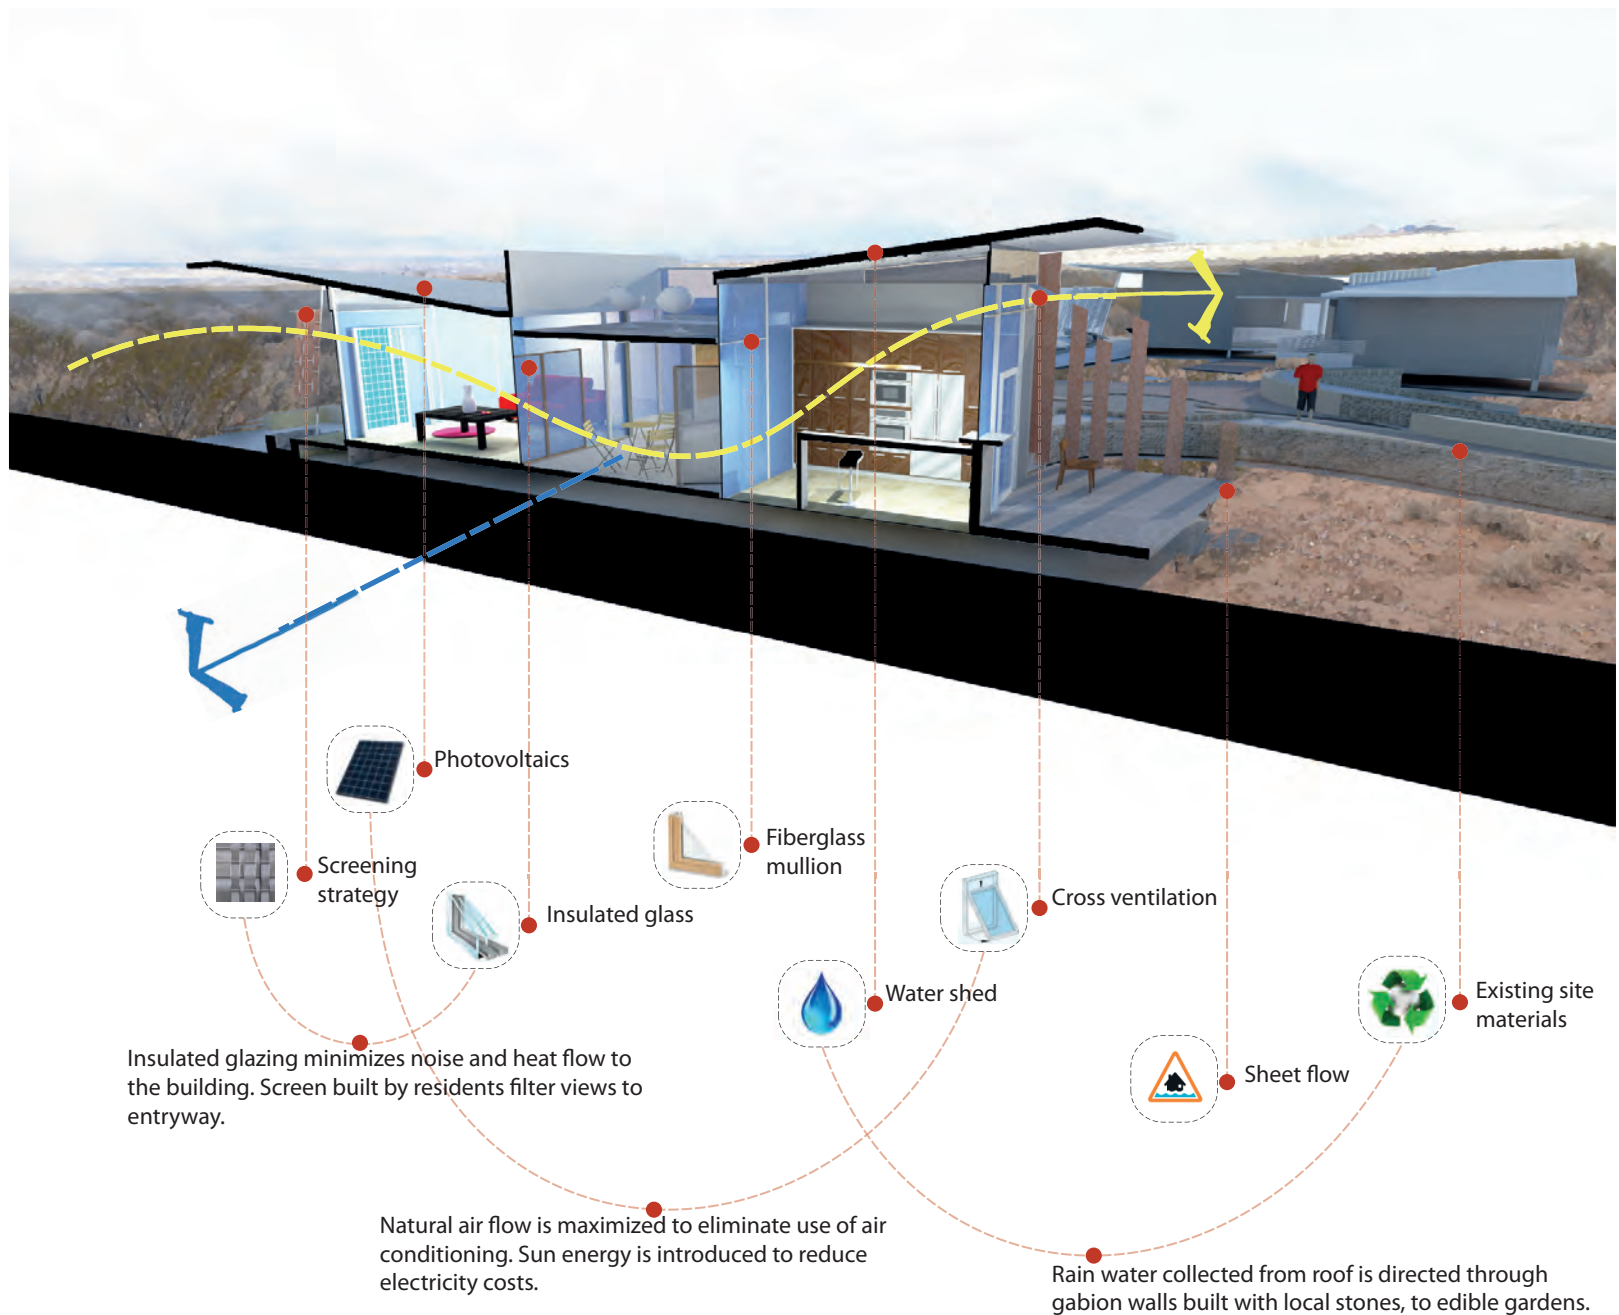 Photovoltaics
Fiberglass
mullion
Screening
strategy
Insulated glass
Cross ventilation
Water shed
Existing site
materials
Sheet flow
Insulated glazing minimizes noise and heat flow to
the building. Screen built by residents filter views to
entryway.
Natural air flow is maximized to eliminate use of air
conditioning. Sun energy is introduced to reduce
electricity costs.
Rain water collected from roof is directed through
gabion walls built with local stones, to edible gardens.